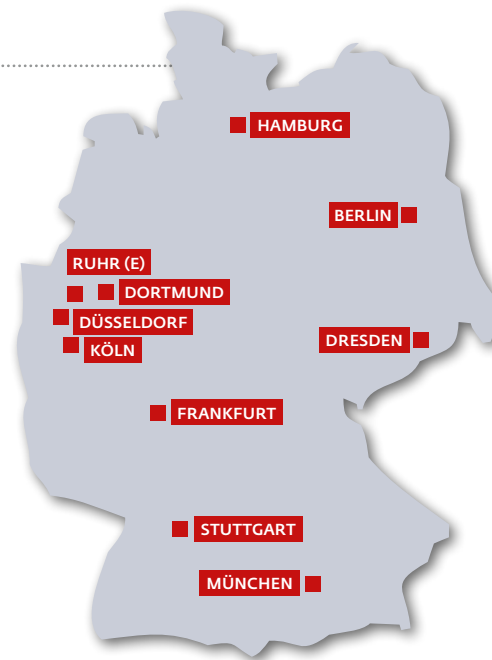 HAMBURG
BERLIN
RUHR (E)
DORTMUND
DÜSSELDORF
DRESDEN
KÖLN
FRANKFURT
STUTTGART
MÜNCHEN